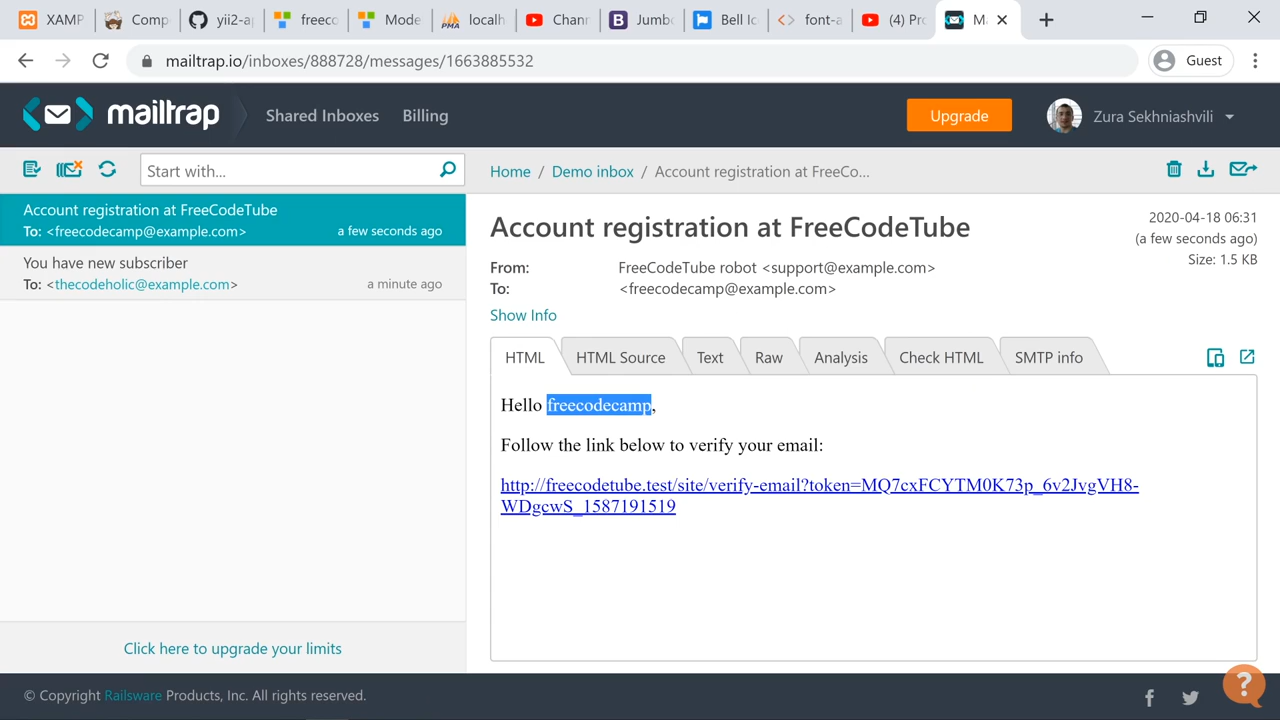 XAMP
Comp
yii2-ap
freeco
Mode
localh
Chann
Jumbo
Bell Ic
font-a
(4) Pro
Ma
mailtrap.io/inboxes/888728/messages/1663885532
Guest
mailtrap
Shared Inboxes
Billing
Upgrade
Zura Sekhniashvili
Start with...
Home / Demo inbox / Account registration at FreeCo...
Account registration at FreeCodeTube
To: <freecodecamp@example.com>
a few seconds ago
You have new subscriber
To: <thecodeholic@example.com>
a minute ago
Account registration at FreeCodeTube
2020-04-18 06:31
(a few seconds ago)
Size: 1.5 KB
From: FreeCodeTube robot <support@example.com>
To: <freecodecamp@example.com>
Show Info
HTML
HTML Source
Text
Raw
Analysis
Check HTML
SMTP info
Hello freecodecamp,
Follow the link below to verify your email:
http://freecodetube.test/site/verify-email?token=MQ7cxFCYTM0K73p_6v2JvgVH8-
WDgcwS_1587191519
Click here to upgrade your limits
© Copyright Railsware Products, Inc. All rights reserved.